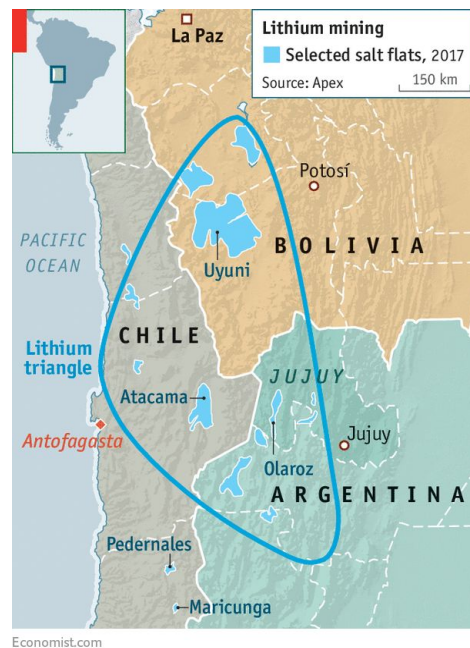 La Paz
Lithium mining
Selected salt flats, 2017
Source: Apex
150 km
Potosí
PACIFIC
OCEAN
BOLIVIA
Uyuni
CHILE
Lithium
triangle
JUJUY
Atacama
Antofagasta
Jujuy
Olaroz
ARGENTINA
Pedernales
Maricunga
Economist.com